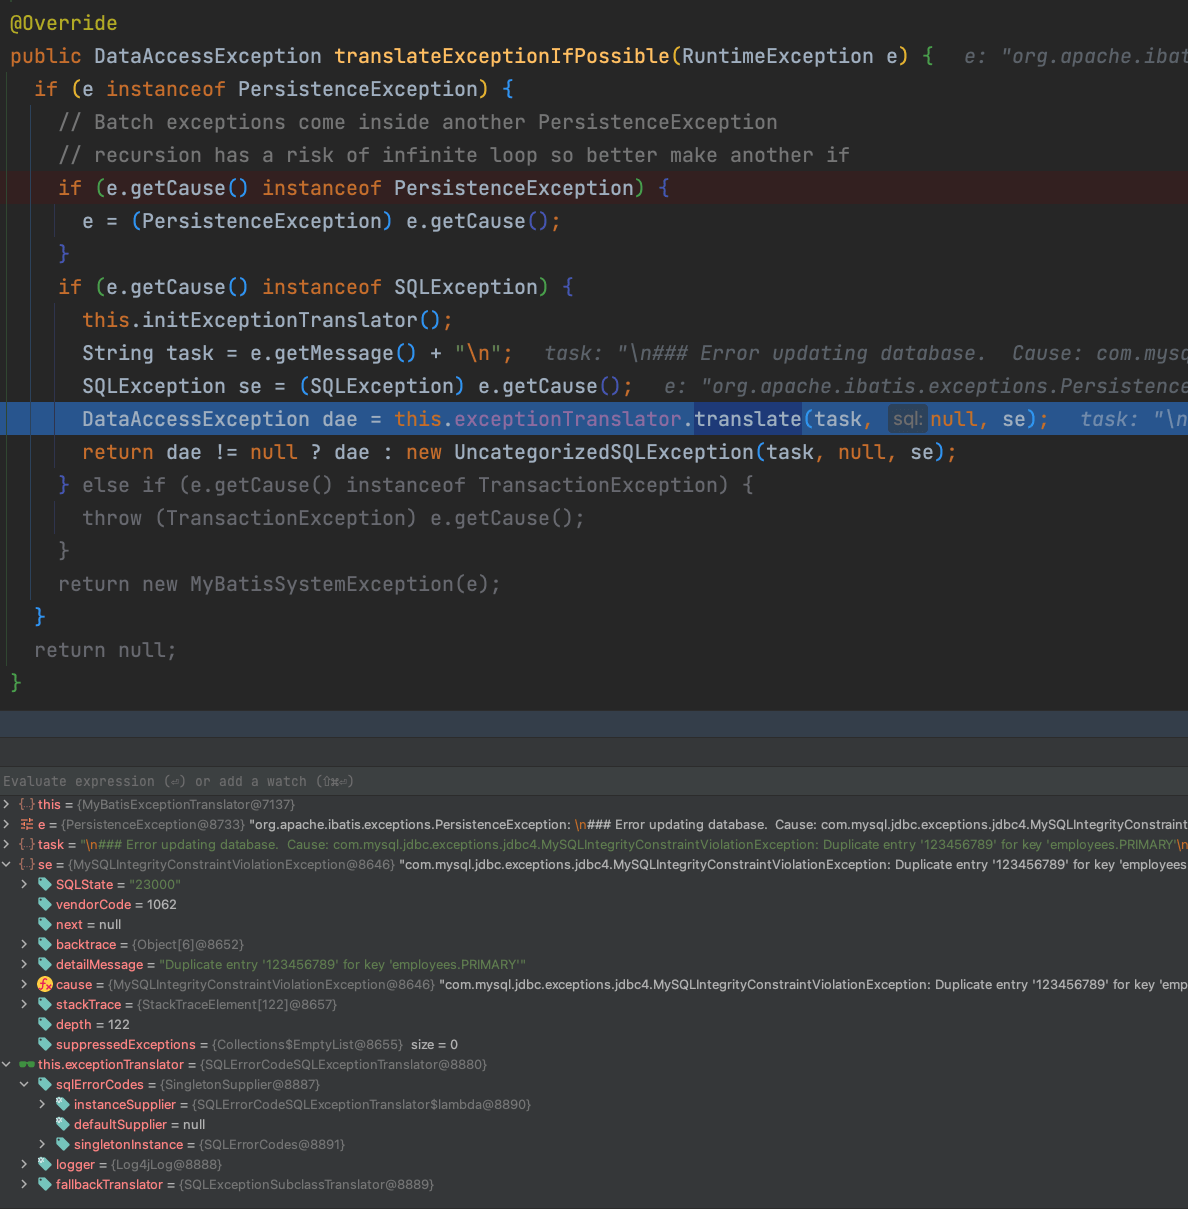 @Override
public DataAccessException translateExceptionIfPossible(RuntimeException e) { e: "org.apache.ibat
if (e instanceof PersistenceException) {
// Batch exceptions come inside another PersistenceException
// recursion has a risk of infinite loop so better make another if
if (e.getCause() instanceof PersistenceException) {
e = (PersistenceException) e.getCause();
}
if (e.getCause() instanceof SQLException) {
this.initExceptionTranslator();
String task = e.getMessage() + "\n"; task: "\n### Error updating database. Cause: com.mysq
SQLException se = (SQLException) e.getCause(); e: "org.apache.ibatis.exceptions.Persistence
DataAccessException dae = this.exceptionTranslator.translate(task, sql: null, se); task: "\n
return dae != null ? dae : new UncategorizedSQLException(task, null, se);
} else if (e.getCause() instanceof TransactionException) {
throw (TransactionException) e.getCause();
}
return new MyBatisSystemException(e);
}
return null;
}
Evaluate expression (⏎) or add a watch (⇧⌘⏎)
{..} this = {MyBatisExceptionTranslator@7137}
e = {PersistenceException@8733} "org.apache.ibatis.exceptions.PersistenceException: \n### Error updating database. Cause: com.mysql.jdbc.exceptions.jdbc4.MySQLIntegrityConstraint
{..} task = "\n### Error updating database. Cause: com.mysql.jdbc.exceptions.jdbc4.MySQLIntegrityConstraintViolationException: Duplicate entry '123456789' for key 'employees.PRIMARY'\n
{..} se = {MySQLIntegrityConstraintViolationException@8646} "com.mysql.jdbc.exceptions.jdbc4.MySQLIntegrityConstraintViolationException: Duplicate entry '123456789' for key 'employees
SQLState = "23000"
vendorCode = 1062
next = null
backtrace = {Object[6]@8652}
detailMessage = "Duplicate entry '123456789' for key 'employees.PRIMARY'"
cause = {MySQLIntegrityConstraintViolationException@8646} "com.mysql.jdbc.exceptions.jdbc4.MySQLIntegrityConstraintViolationException: Duplicate entry '123456789' for key 'emp
stackTrace = {StackTraceElement[122]@8657}
depth = 122
suppressedExceptions = {Collections$EmptyList@8655} size = 0
this.exceptionTranslator = {SQLErrorCodeSQLExceptionTranslator@8880}
sqlErrorCodes = {SingletonSupplier@8887}
instanceSupplier = {SQLErrorCodeSQLExceptionTranslator$lambda@8890}
defaultSupplier = null
singletonInstance = {SQLErrorCodes@8891}
logger = {Log4jLog@8888}
fallbackTranslator = {SQLExceptionSubclassTranslator@8889}